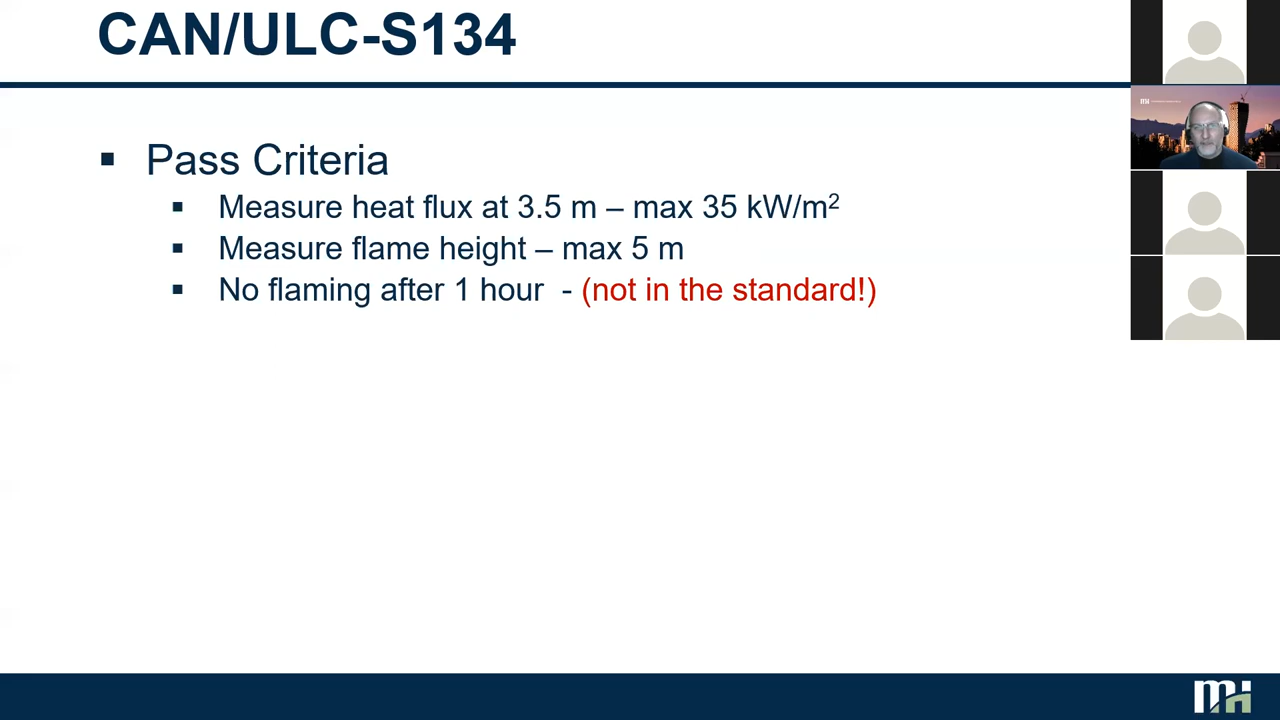 CAN/ULC-S134
▪ Pass Criteria
▪ Measure heat flux at 3.5 m – max 35 kW/m²
▪ Measure flame height – max 5 m
▪ No flaming after 1 hour - (not in the standard!)
MH